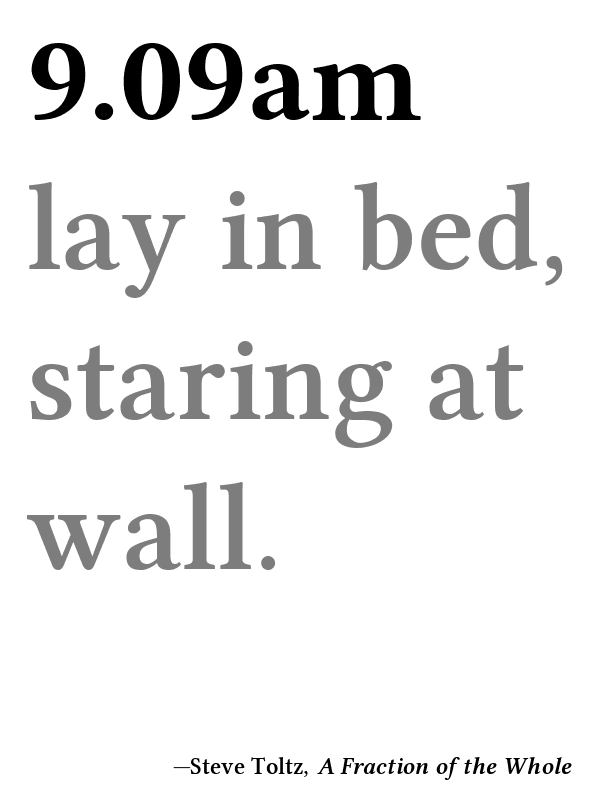 9.09am
lay in bed,
staring at
wall.
—Steve Toltz, A Fraction of the Whole